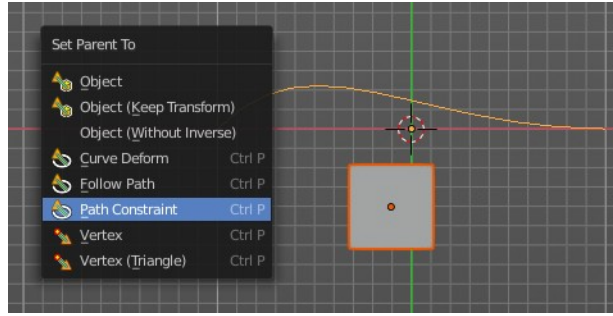 Set Parent To
Object
Object (Keep Transform)
Object (Without Inverse)
Curve Deform Ctrl P
Follow Path Ctrl P
Path Constraint Ctrl P
Vertex Ctrl P
Vertex (Triangle) Ctrl P